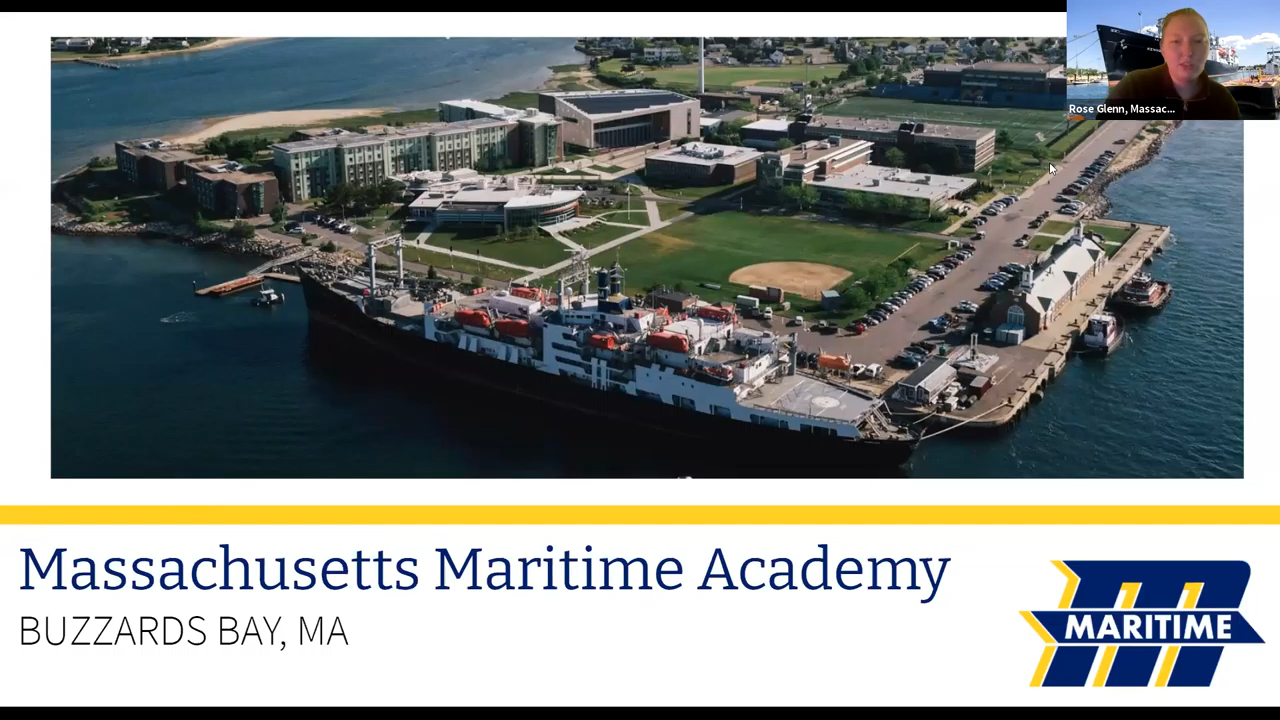 Rose Glenn, Massac...
Massachusetts Maritime Academy
BUZZARDS BAY, MA
MARITIME